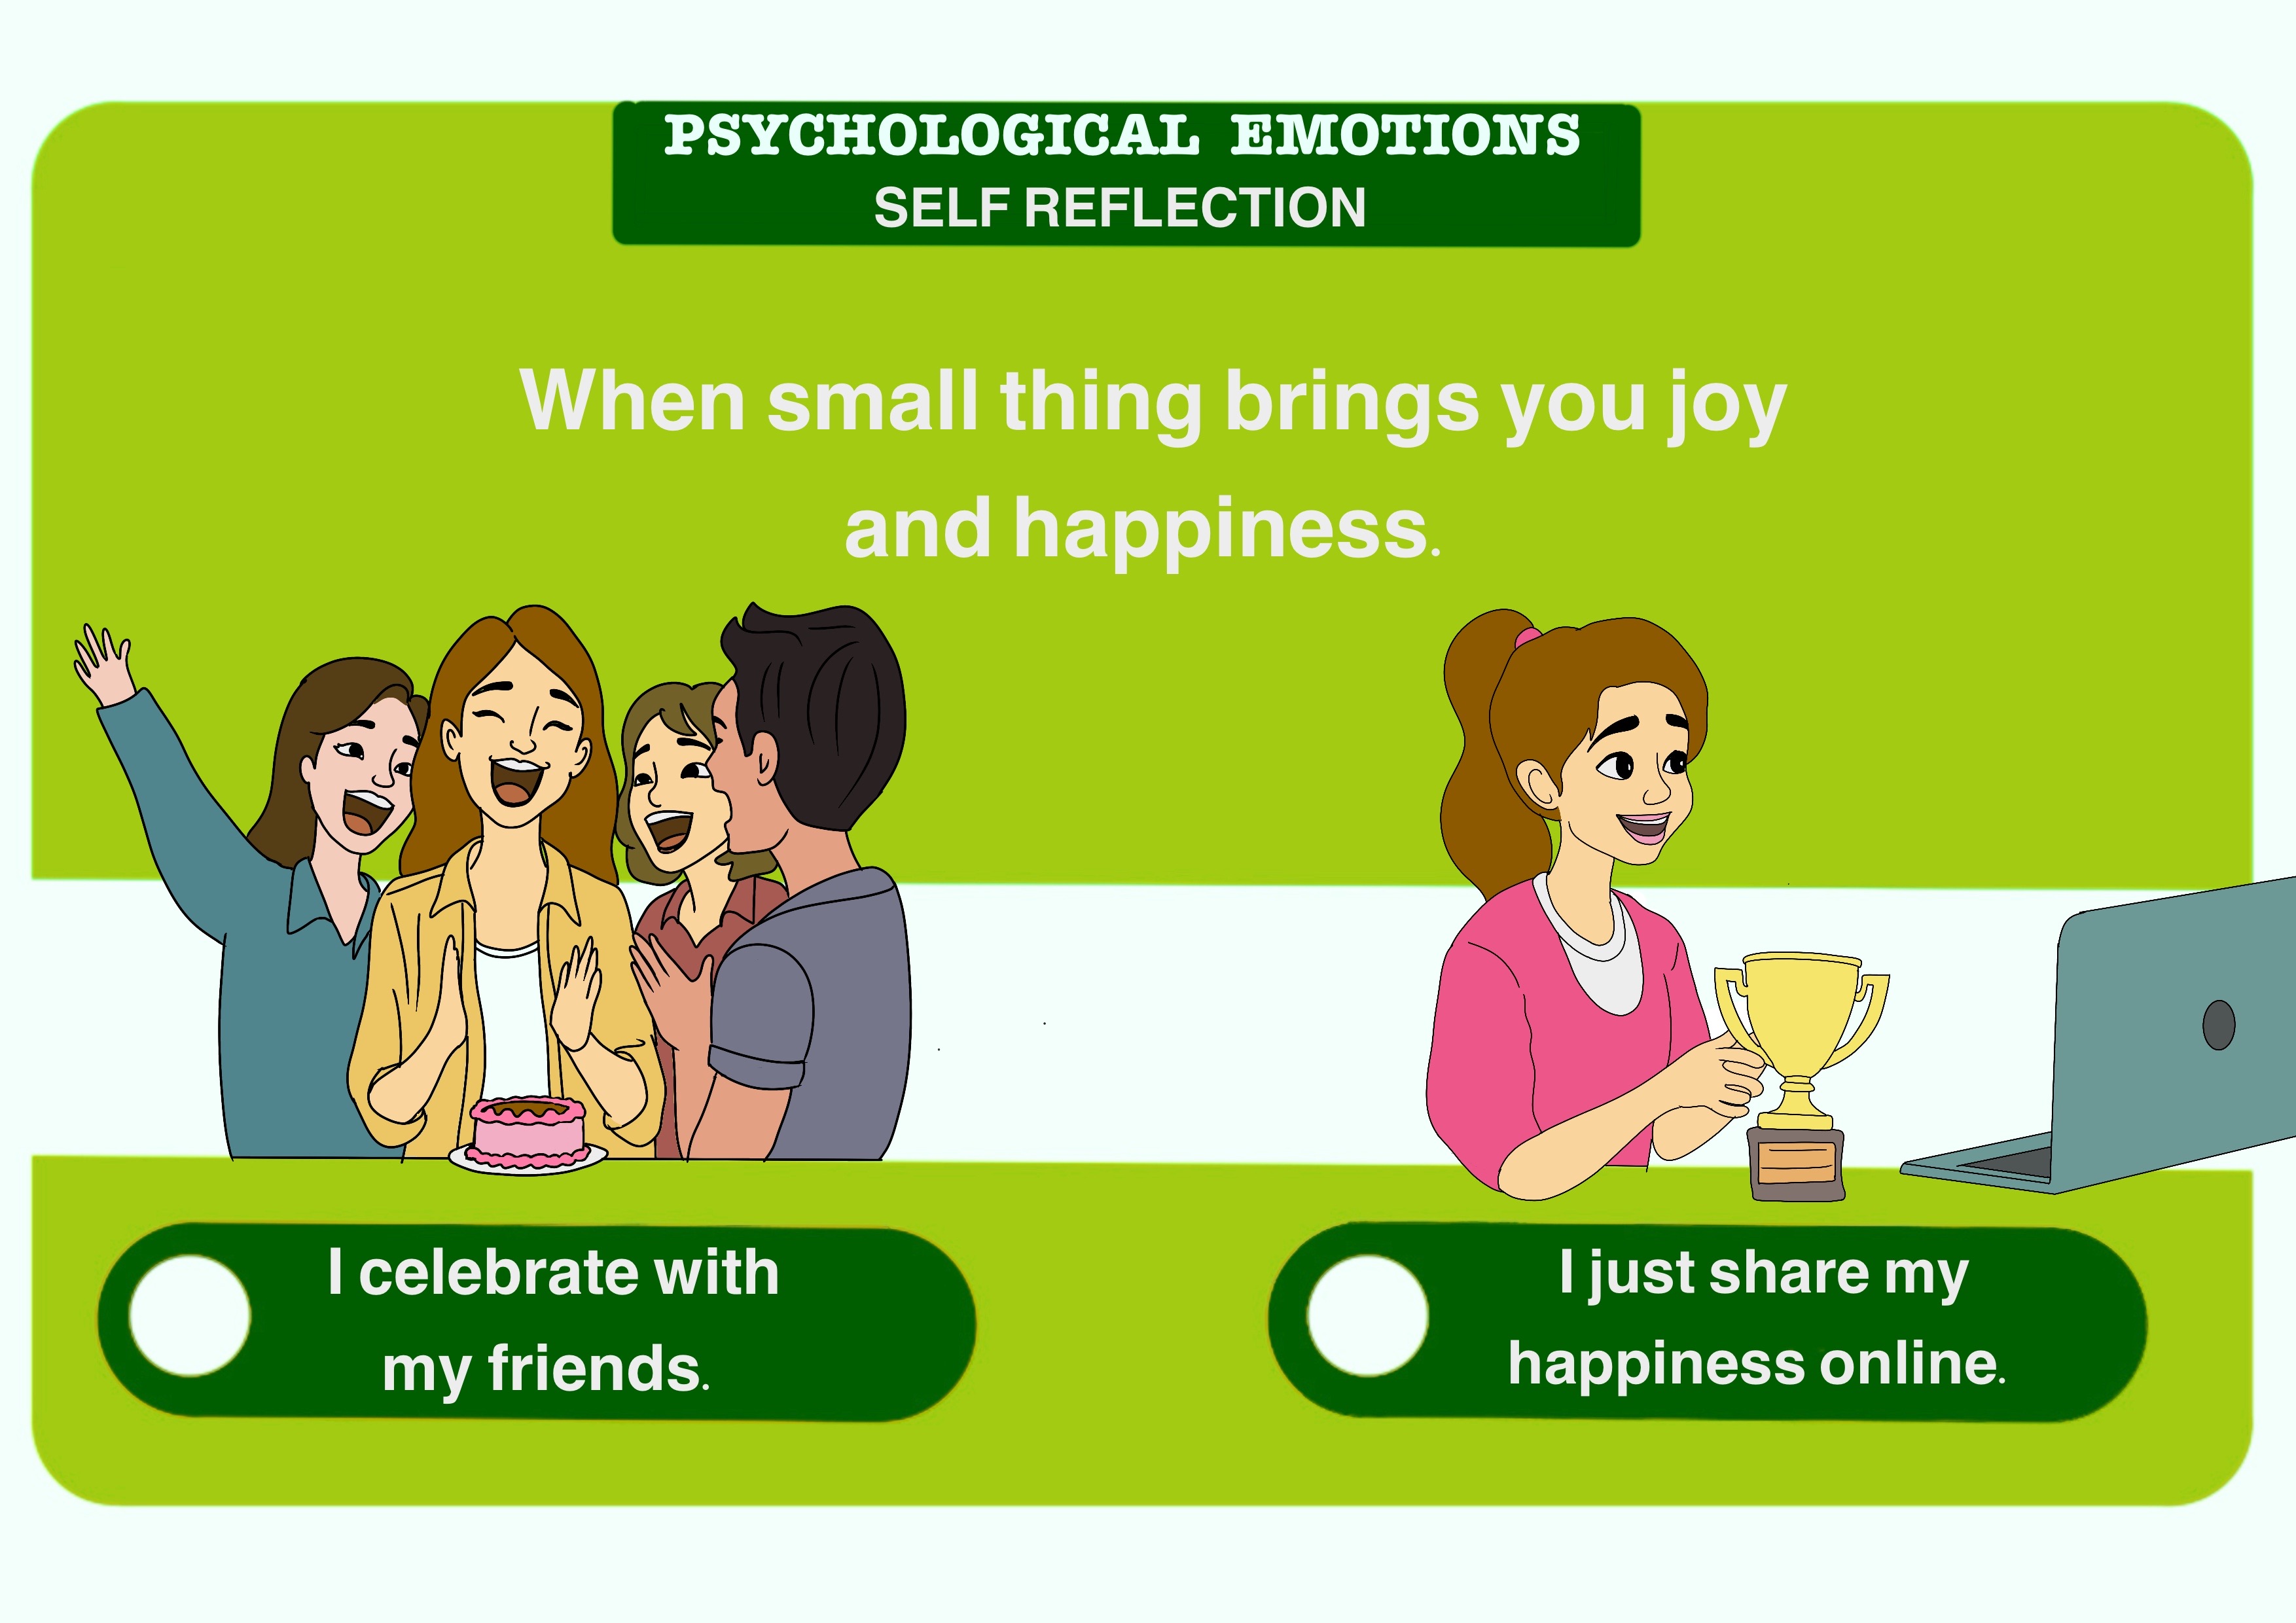 PSYCHOLOGICAL EMOTIONS
SELF REFLECTION
When small thing brings you joy
and happiness.
I celebrate with
my friends.
I just share my
happiness online.